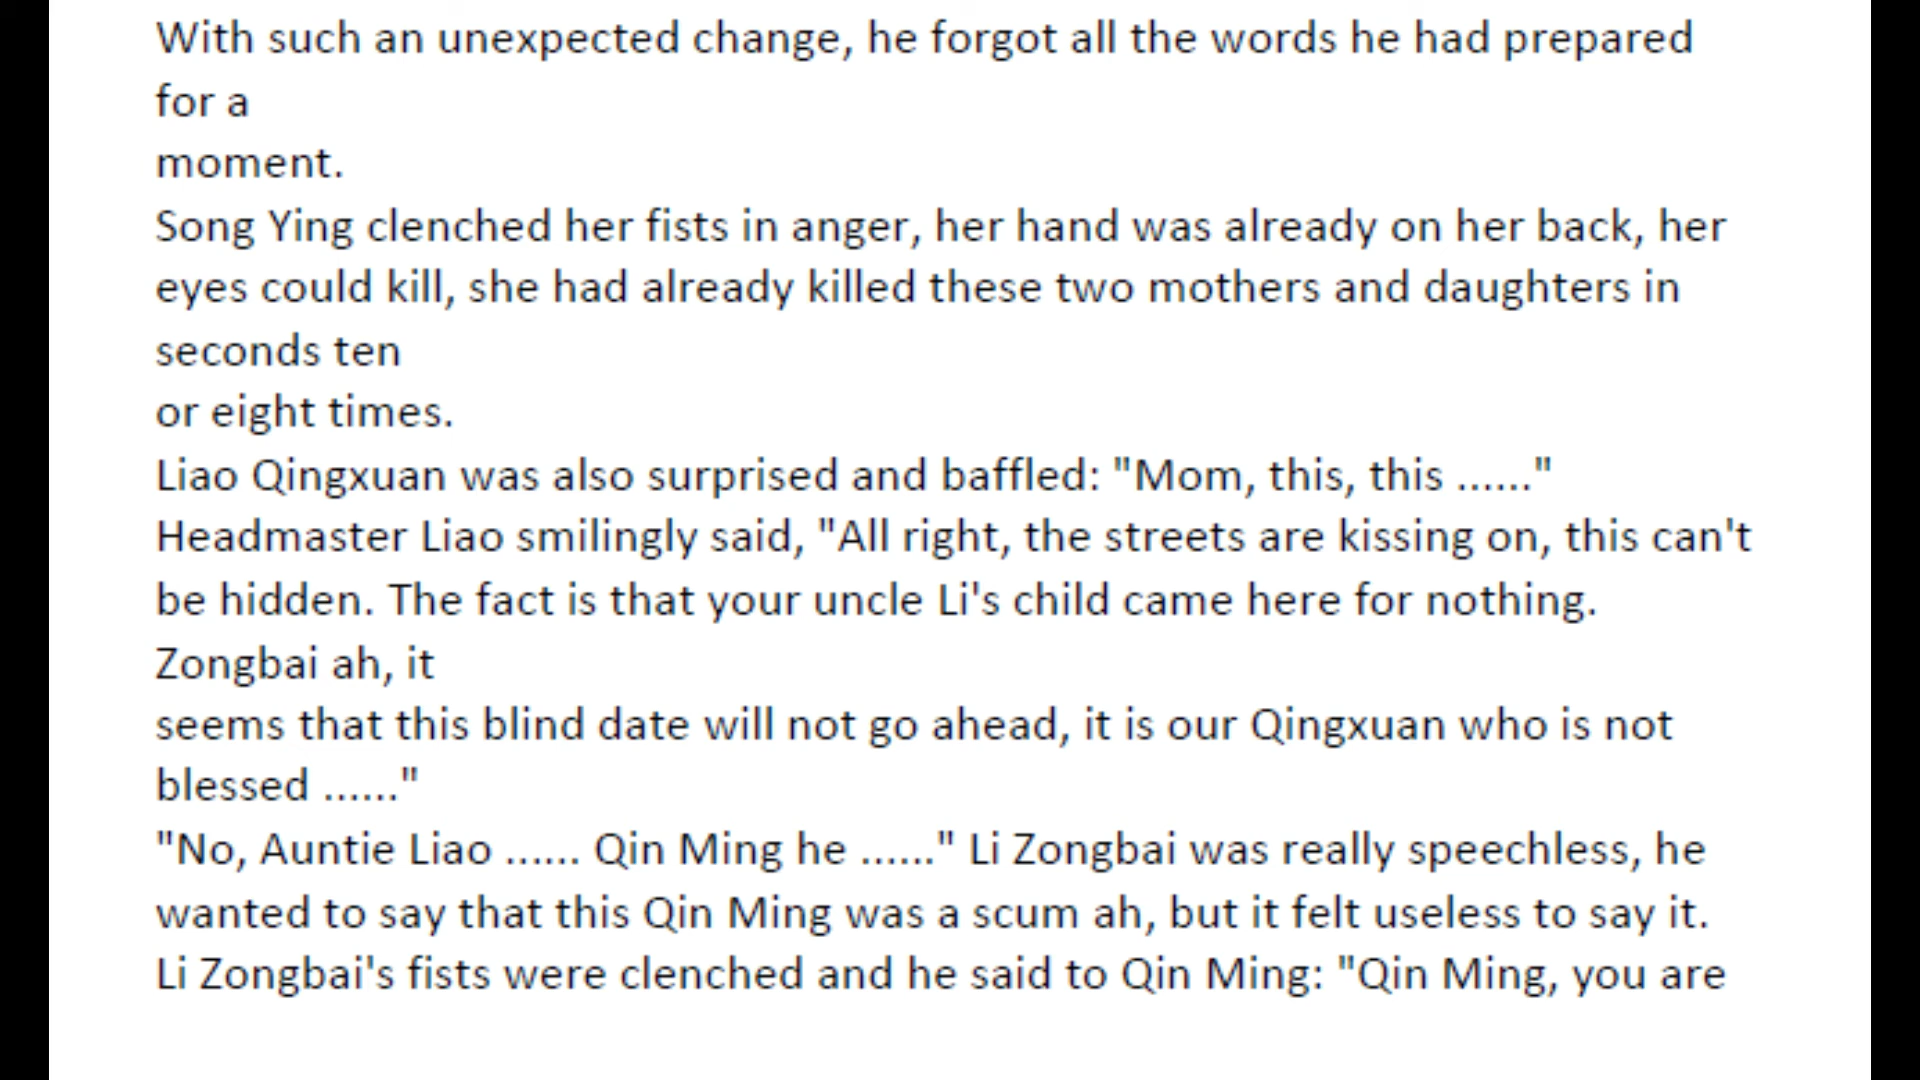 With such an unexpected change, he forgot all the words he had prepared
for a
moment.
Song Ying clenched her fists in anger, her hand was already on her back, her
eyes could kill, she had already killed these two mothers and daughters in
seconds ten
or eight times.
Liao Qingxuan was also surprised and baffled: "Mom, this, this ......"
Headmaster Liao smilingly said, "All right, the streets are kissing on, this can't
be hidden. The fact is that your uncle Li's child came here for nothing.
Zongbai ah, it
seems that this blind date will not go ahead, it is our Qingxuan who is not
blessed ......"
"No, Auntie Liao ...... Qin Ming he ......" Li Zongbai was really speechless, he
wanted to say that this Qin Ming was a scum ah, but it felt useless to say it.
Li Zongbai's fists were clenched and he said to Qin Ming: "Qin Ming, you are